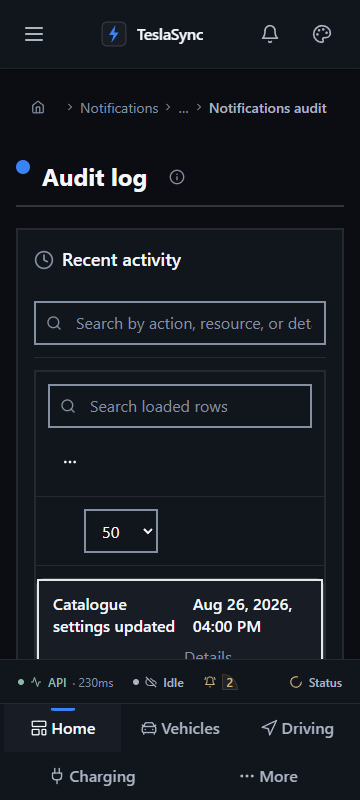 TeslaSync
Notifications ... Notifications audit
Audit log
Recent activity
Search by action, resource, or det
Search loaded rows
...
50
Catalogue settings updated
Aug 26, 2026, 04:00 PM
Details
API · 230ms
Idle
2
Status
Home
Vehicles
Driving
Charging
More